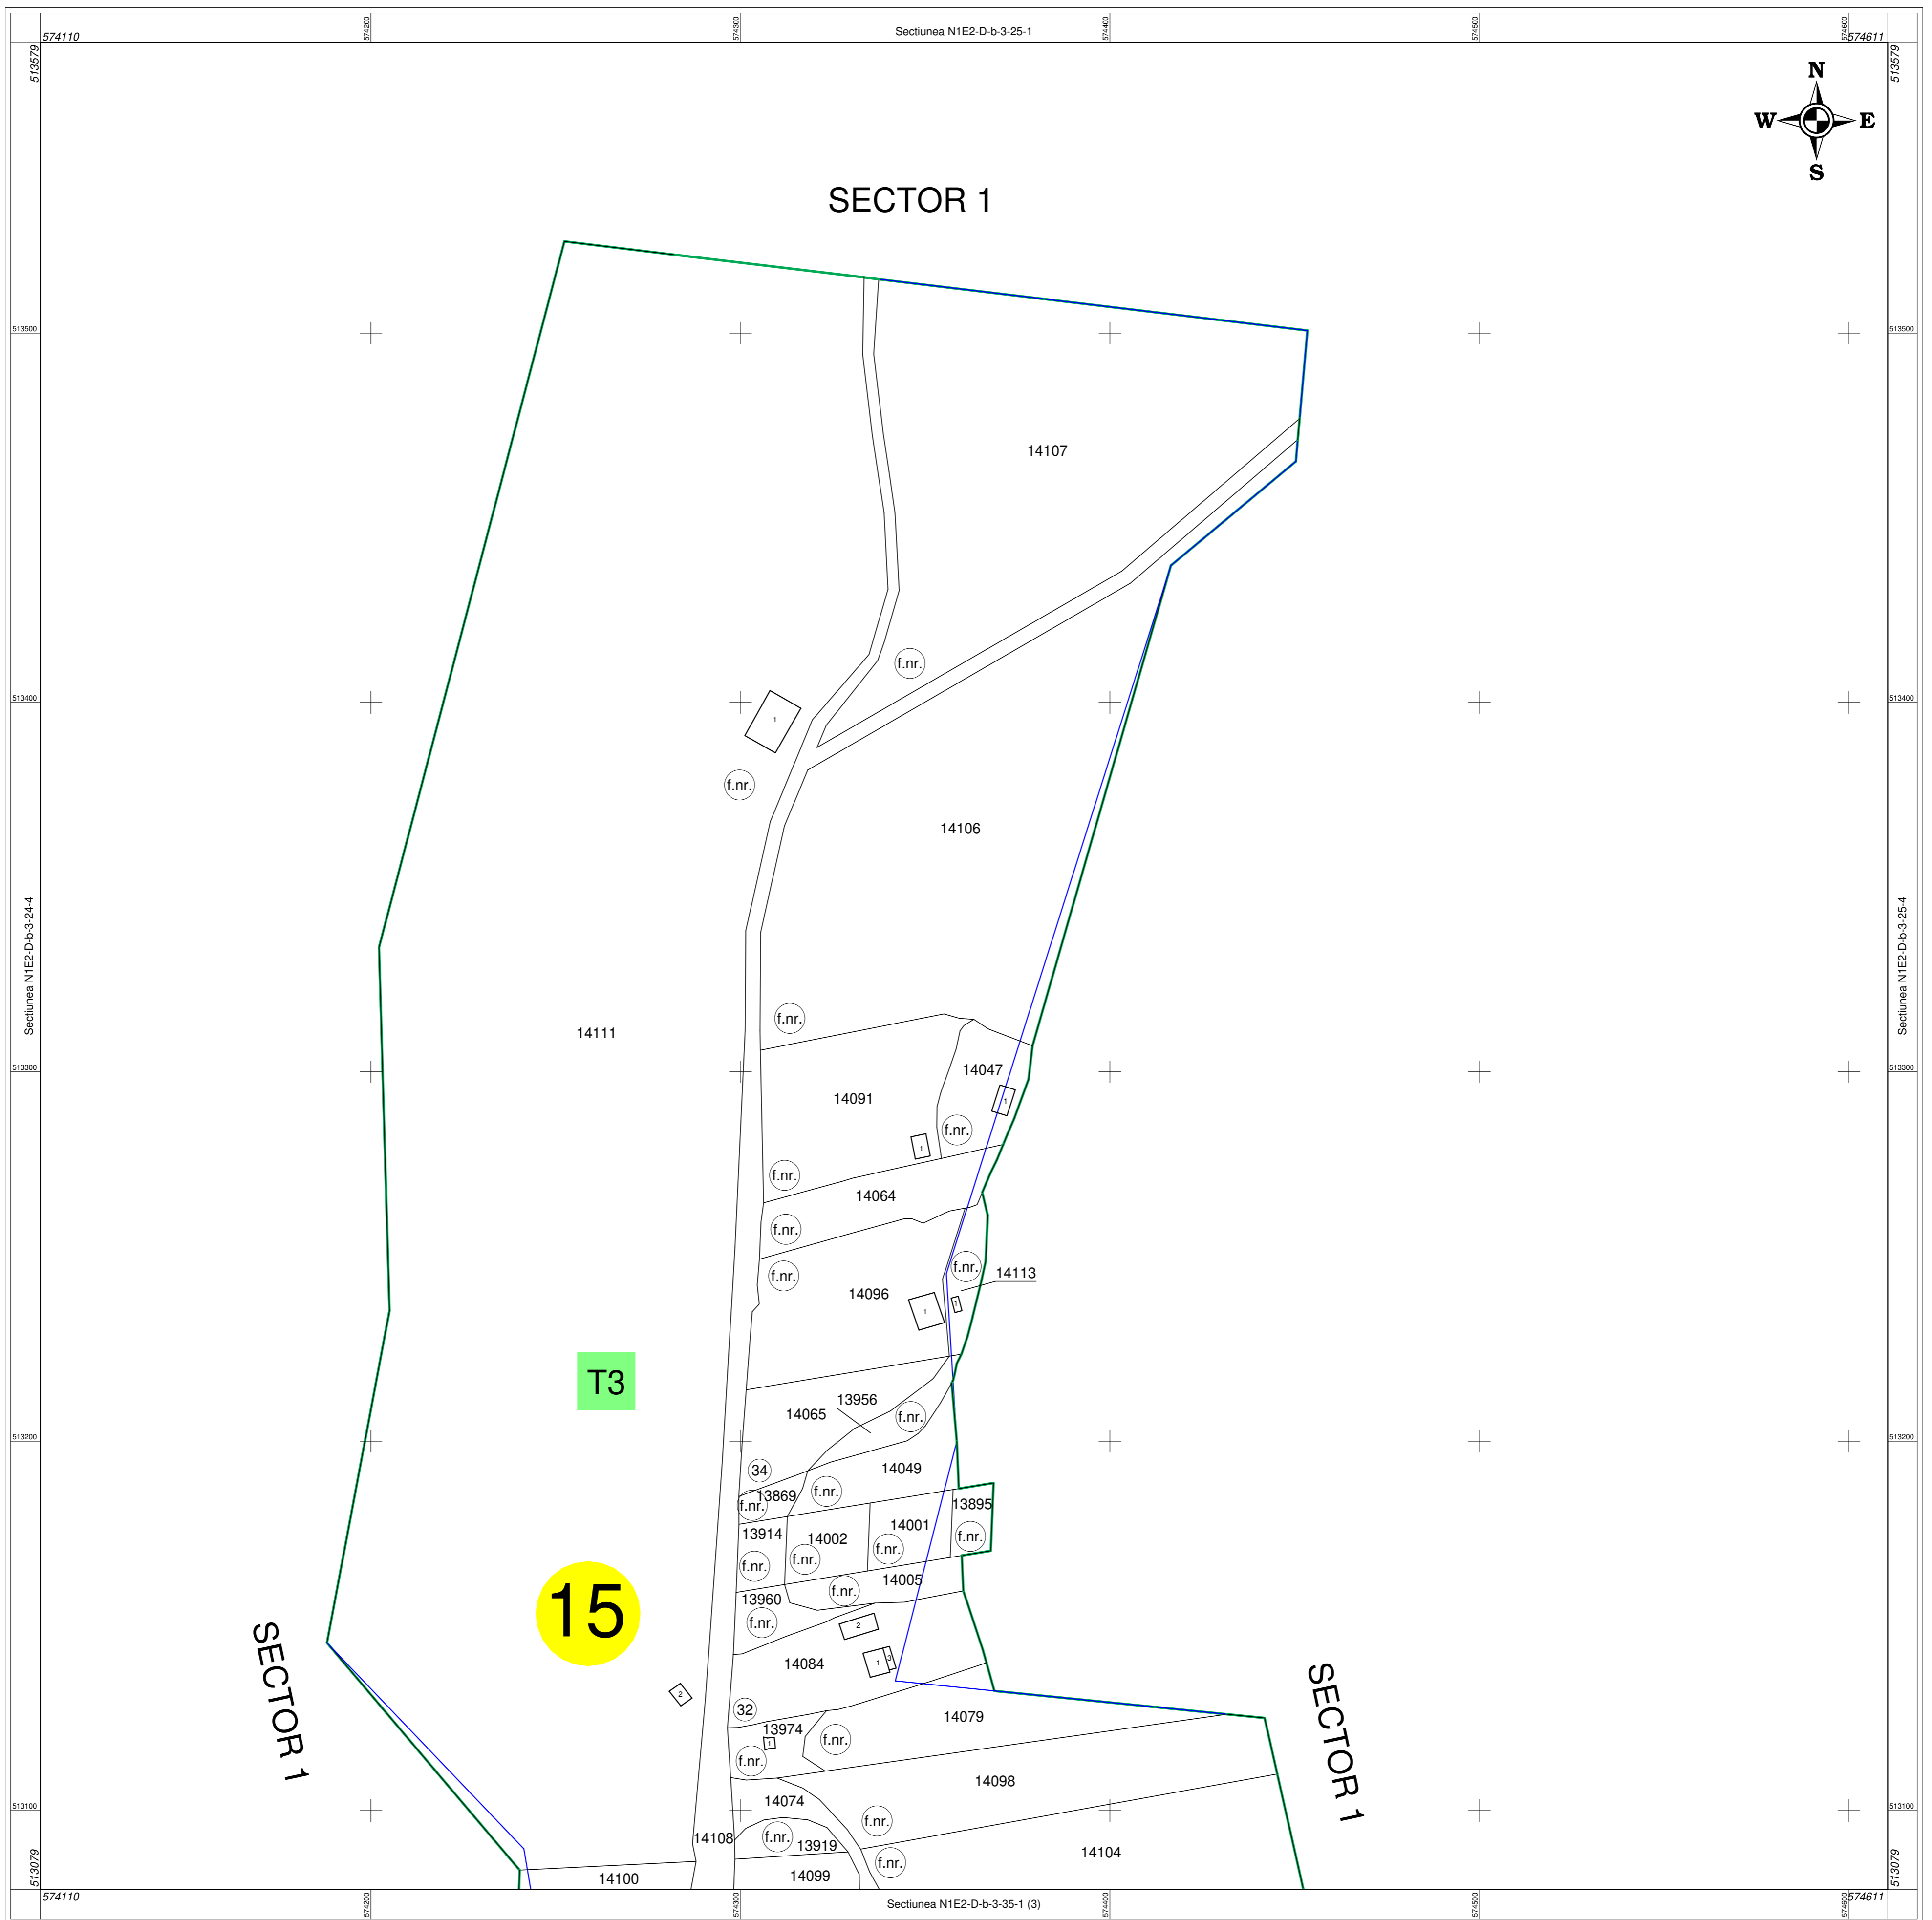 574200
574300
574400
574500
574600
574110
Sectiunea N1E2-D-b-3-25-1
574611
513579
513579
N
W E
S
SECTOR 1
513500
513500
14107
f.nr.
513400
513400
1
f.nr.
14106
Sectiunea N1E2-D-b-3-24-4
Sectiunea N1E2-D-b-3-25-4
f.nr.
14111
14047
513300
513300
14091
1
f.nr.
1
f.nr.
14064
f.nr.
f.nr.
14113
f.nr.
14096
1
1
T3
13956
14065
f.nr.
513200
513200
34
14049
13869
f.nr.
f.nr.
13895
13914
14002
14001
f.nr.
f.nr.
f.nr.
f.nr.
14005
f.nr.
13960
15
f.nr.
2
14084
1
3
SECTOR 1
SECTOR 1
2
32
14079
13974
1
f.nr.
f.nr.
14098
14074
513100
513100
f.nr.
14108
f.nr.
13919
14104
f.nr.
14100
14099
513079
513079
574110
574611
574200
574300
574400
574500
574600
Sectiunea N1E2-D-b-3-35-1 (3)